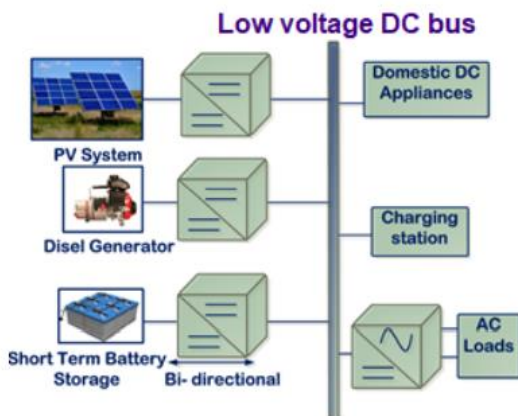 Low voltage DC bus
PV System
Disel Generator
Short Term Battery
Storage
Bi- directional
Domestic DC
Appliances
Charging
station
AC
Loads